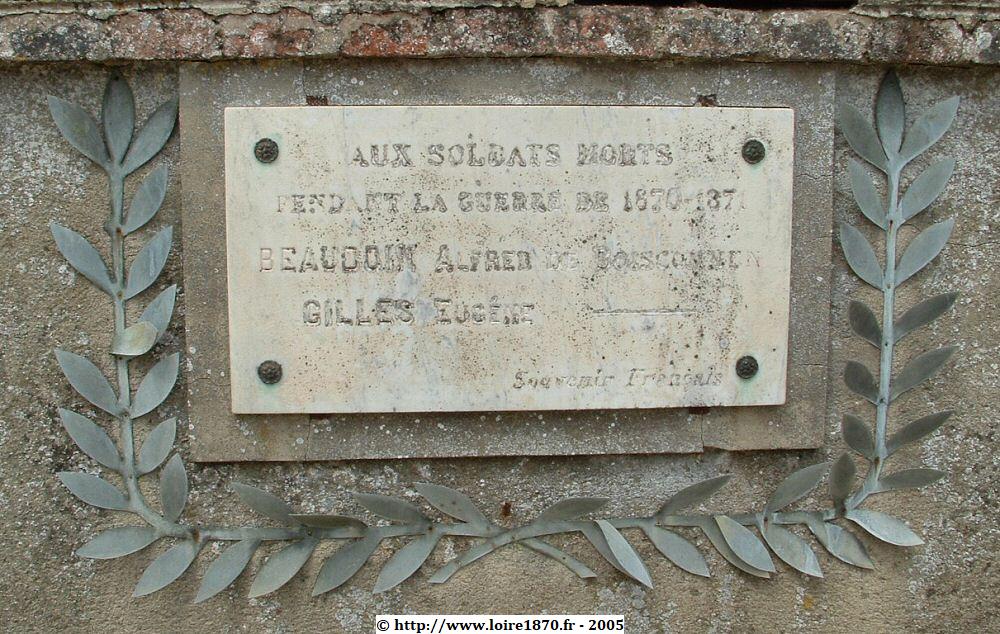 AUX SOLDATS MORTS
PENDANT LA GUERRE DE 1870-1871
BEAUDOIN ALFRED DE BOISCOMMUN
GILLES EUGÈNE
Souvenir Français
© http://www.loire1870.fr - 2005